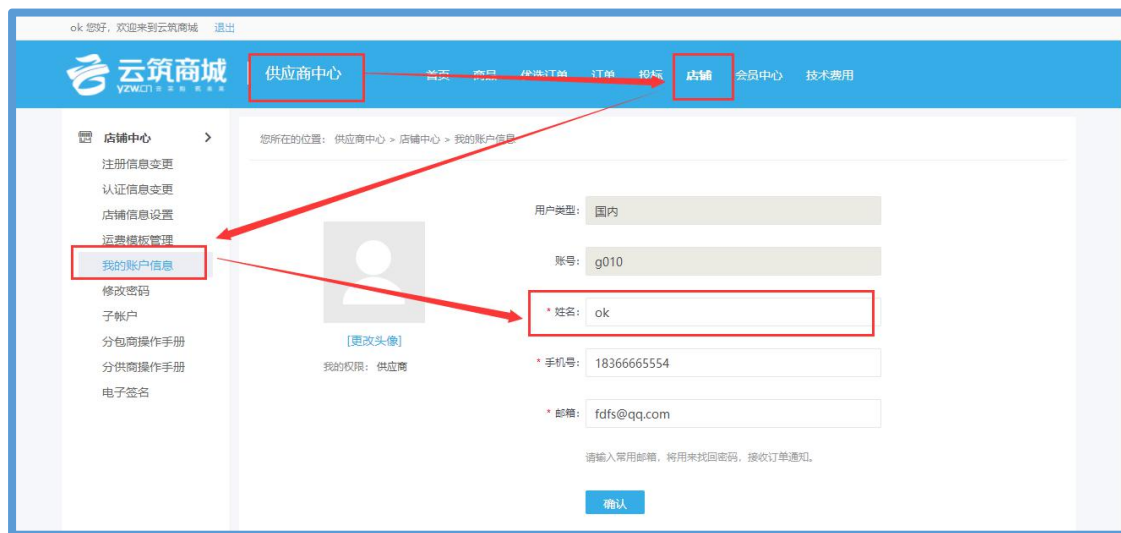 ok 您好，欢迎来到云筑商城 退出
云筑商城
yzw.cn
供应商中心 首页 商品 优选订单 订单 投标 店铺 会员中心 技术费用
店铺中心 >
您所在的位置： 供应商中心 > 店铺中心 > 我的账户信息
注册信息变更
认证信息变更
店铺信息设置
运费模板管理
我的账户信息
修改密码
子帐户
分包商操作手册
分供商操作手册
电子签名
[更改头像]
我的权限： 供应商
用户类型： 国内
账号： g010
* 姓名： ok
* 手机号： 18366665554
* 邮箱： fdfs@qq.com
请输入常用邮箱，将用来找回密码，接收订单通知。
确认